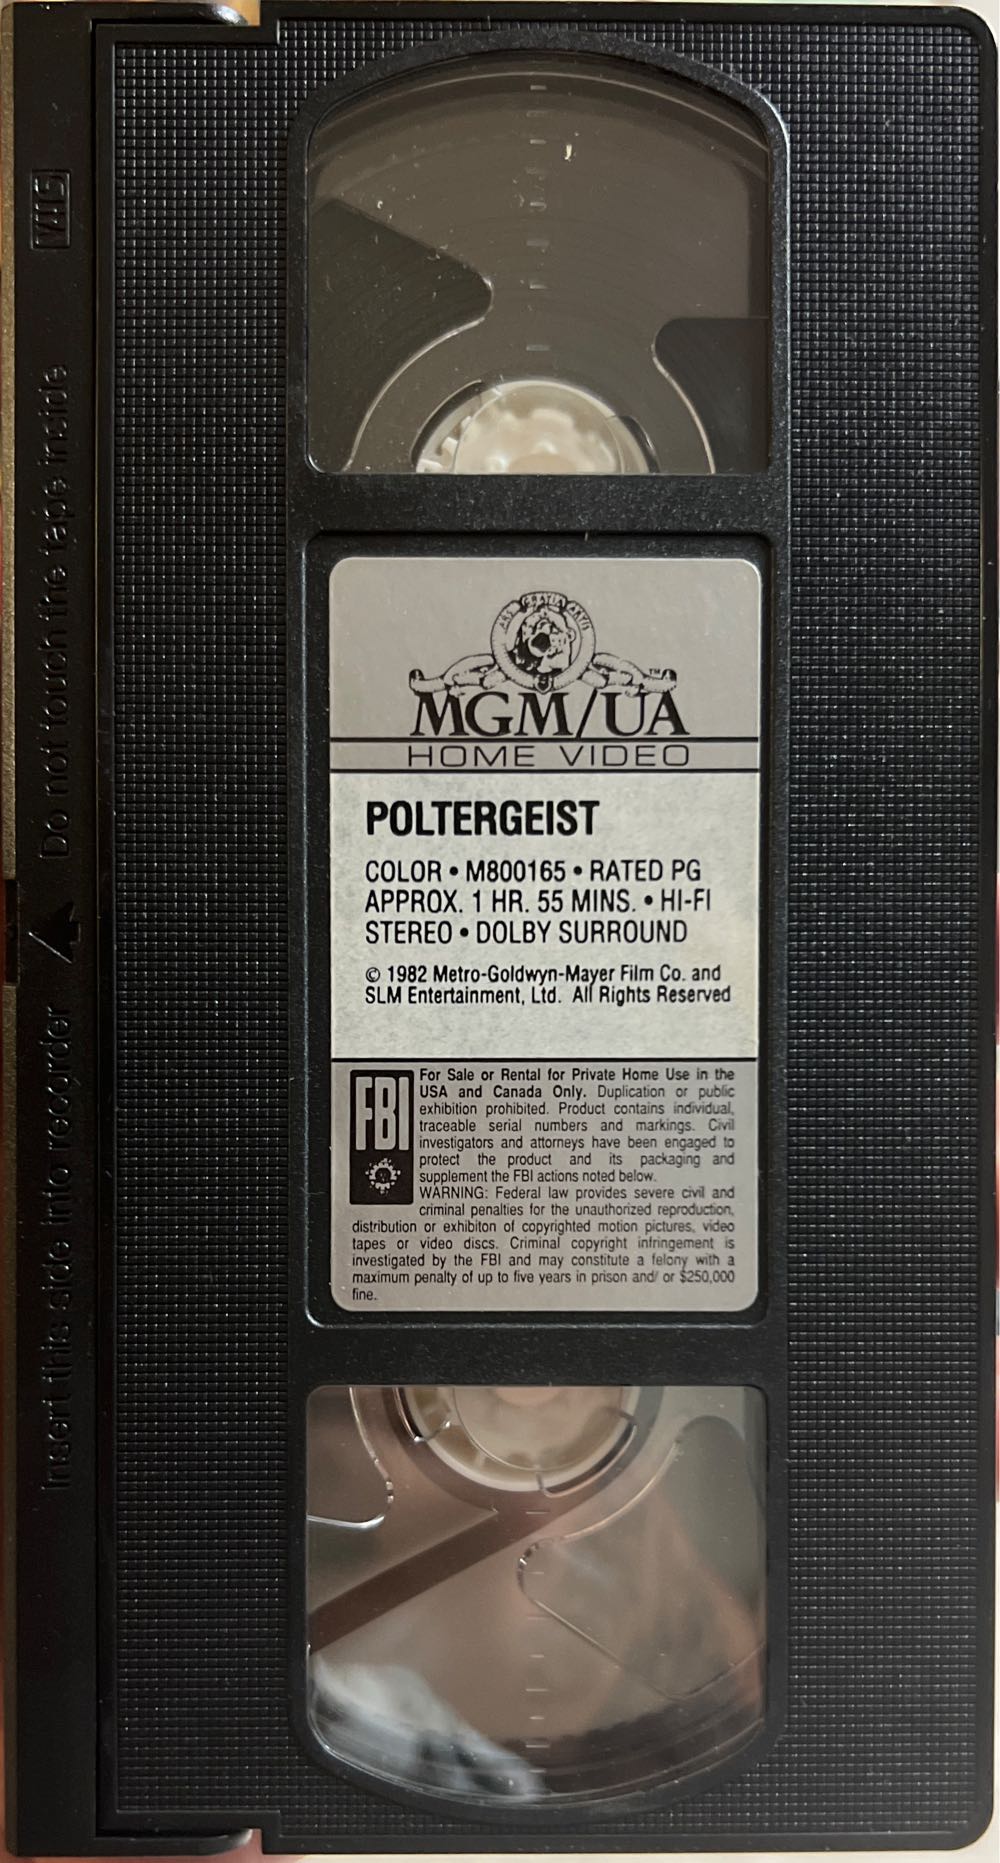 VHS
Insert this side into recorder
Do not touch the tape inside
ARS GRATIA ARTIS
TM
MGM/UA
HOME VIDEO
POLTERGEIST
COLOR • M800165 • RATED PG
APPROX. 1 HR. 55 MINS. • HI-FI
STEREO • DOLBY SURROUND
© 1982 Metro-Goldwyn-Mayer Film Co. and
SLM Entertainment, Ltd. All Rights Reserved
FBI
For Sale or Rental for Private Home Use in the
USA and Canada Only. Duplication or public
exhibition prohibited. Product contains individual,
traceable serial numbers and markings. Civil
investigators and attorneys have been engaged to
protect the product and its packaging and
supplement the FBI actions noted below.
WARNING: Federal law provides severe civil and
criminal penalties for the unauthorized reproduction,
distribution or exhibiton of copyrighted motion pictures, video
tapes or video discs. Criminal copyright infringement is
investigated by the FBI and may constitute a felony with a
maximum penalty of up to five years in prison and/ or $250,000
fine.